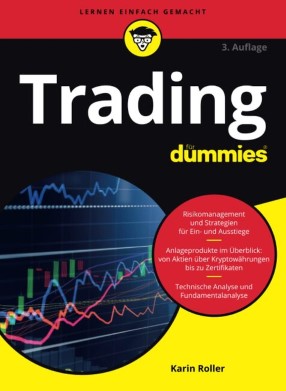 LERNEN EINFACH GEMACHT
3. Auflage
Trading
für
dummies®
Risikomanagement
und Strategien
für Ein- und Ausstiege
Anlageprodukte im Überblick:
von Aktien über Kryptowährungen
bis zu Zertifikaten
Technische Analyse und
Fundamentalanalyse
Karin Roller